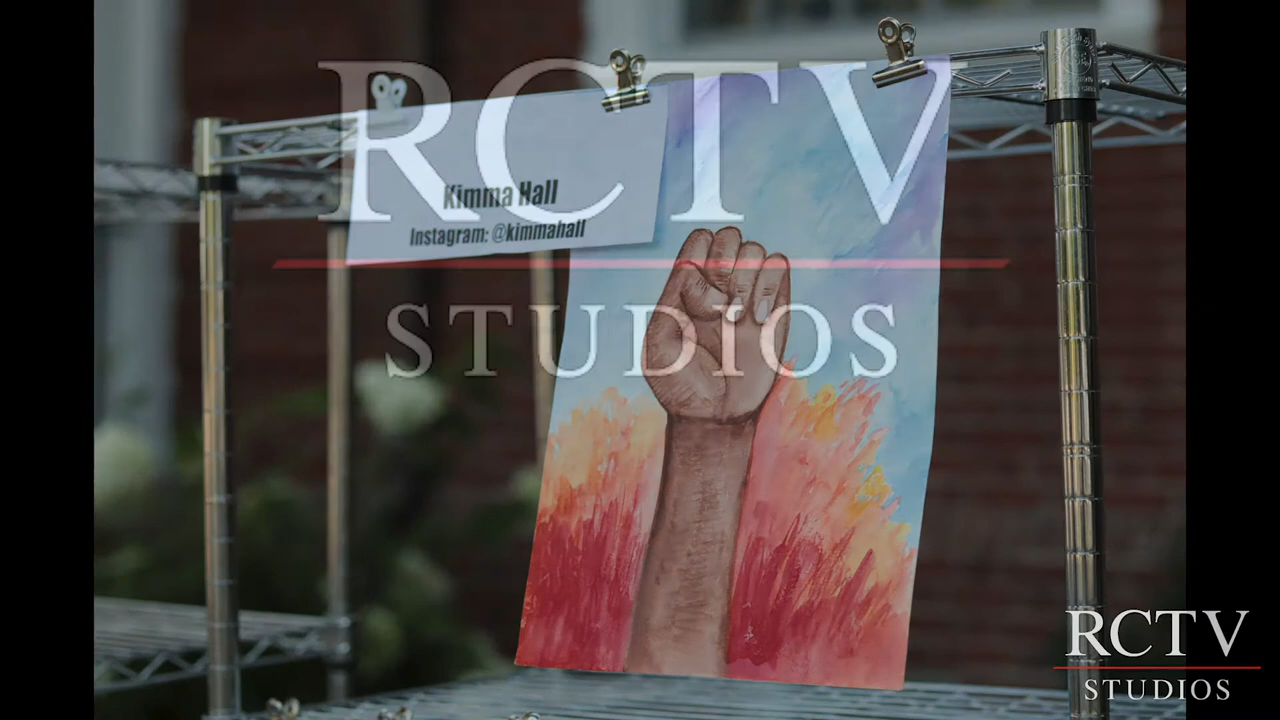 RCTV
STUDIOS
Kimma Hall
Instagram: @kimmahall
RCTV
STUDIOS